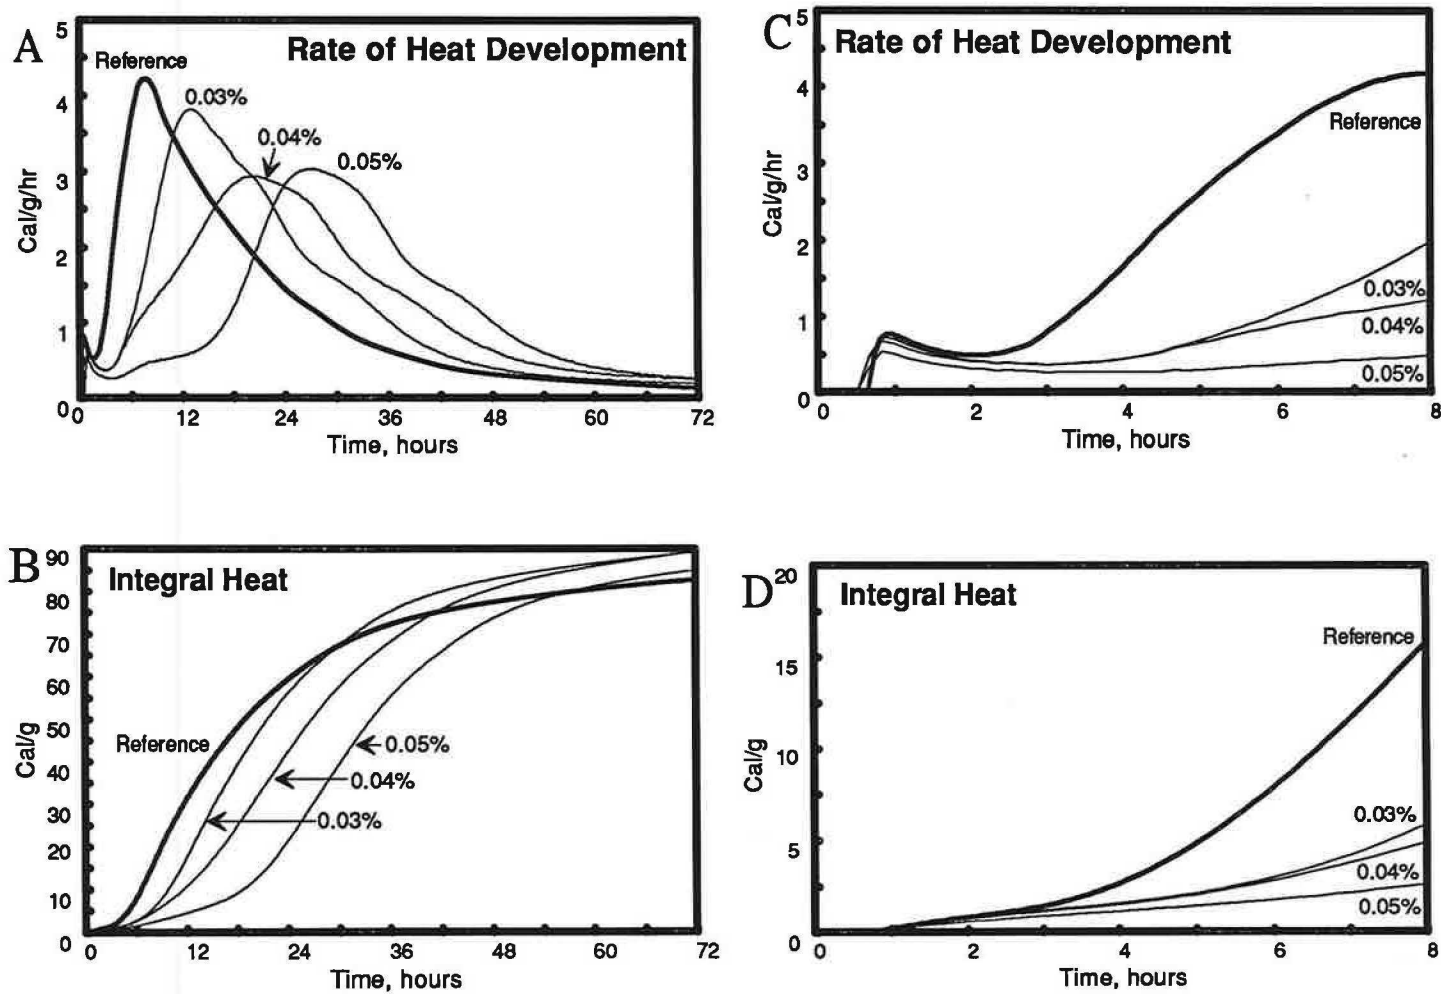 A
Rate of Heat Development
Reference
0.03%
0.04%
0.05%
Cal/g/hr
5
4
3
2
1
0
0 12 24 36 48 60 72
Time, hours
C
Rate of Heat Development
Reference
0.03%
0.04%
0.05%
Cal/g/hr
5
4
3
2
1
0
0 2 4 6 8
Time, hours
B
Integral Heat
Reference
0.05%
0.04%
0.03%
Cal/g
90
80
70
60
50
40
30
20
10
0
0 12 24 36 48 60 72
Time, hours
D
Integral Heat
Reference
0.03%
0.04%
0.05%
Cal/g
20
15
10
5
0
0 2 4 6 8
Time, hours